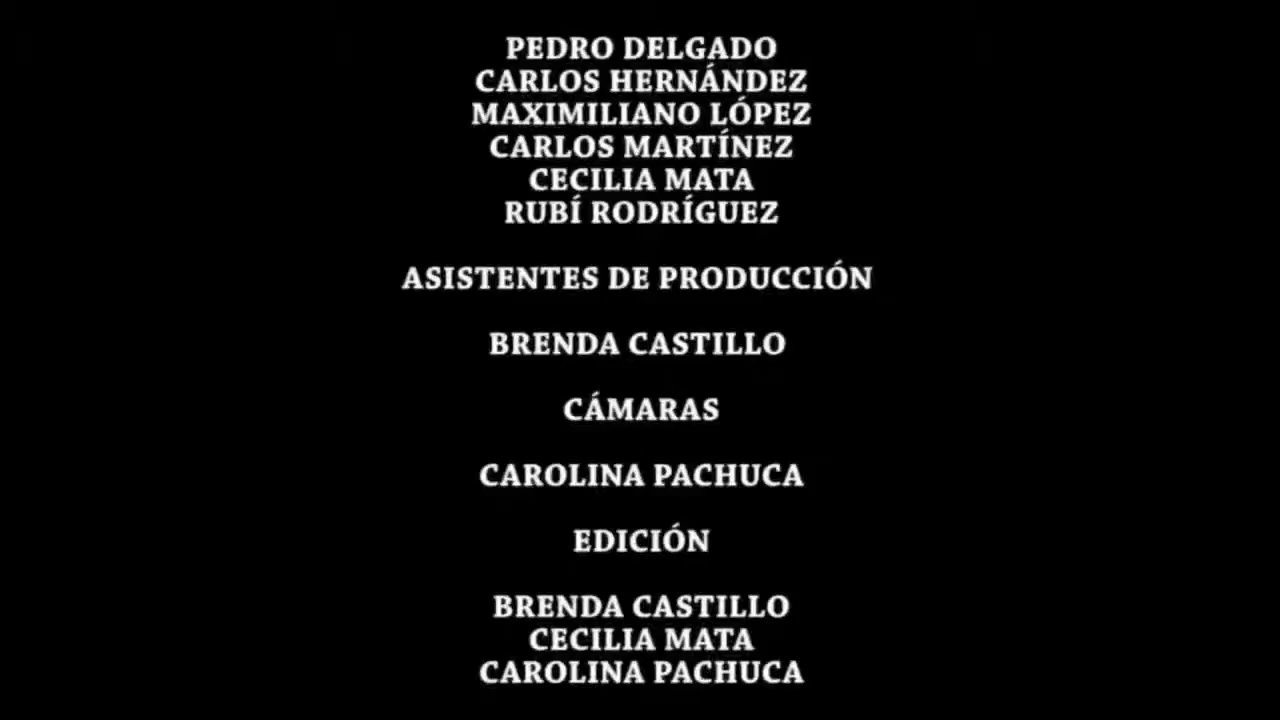 PEDRO DELGADO
CARLOS HERNÁNDEZ
MAXIMILIANO LÓPEZ
CARLOS MARTÍNEZ
CECILIA MATA
RUBÍ RODRÍGUEZ
ASISTENTES DE PRODUCCIÓN
BRENDA CASTILLO
CÁMARAS
CAROLINA PACHUCA
EDICIÓN
BRENDA CASTILLO
CECILIA MATA
CAROLINA PACHUCA